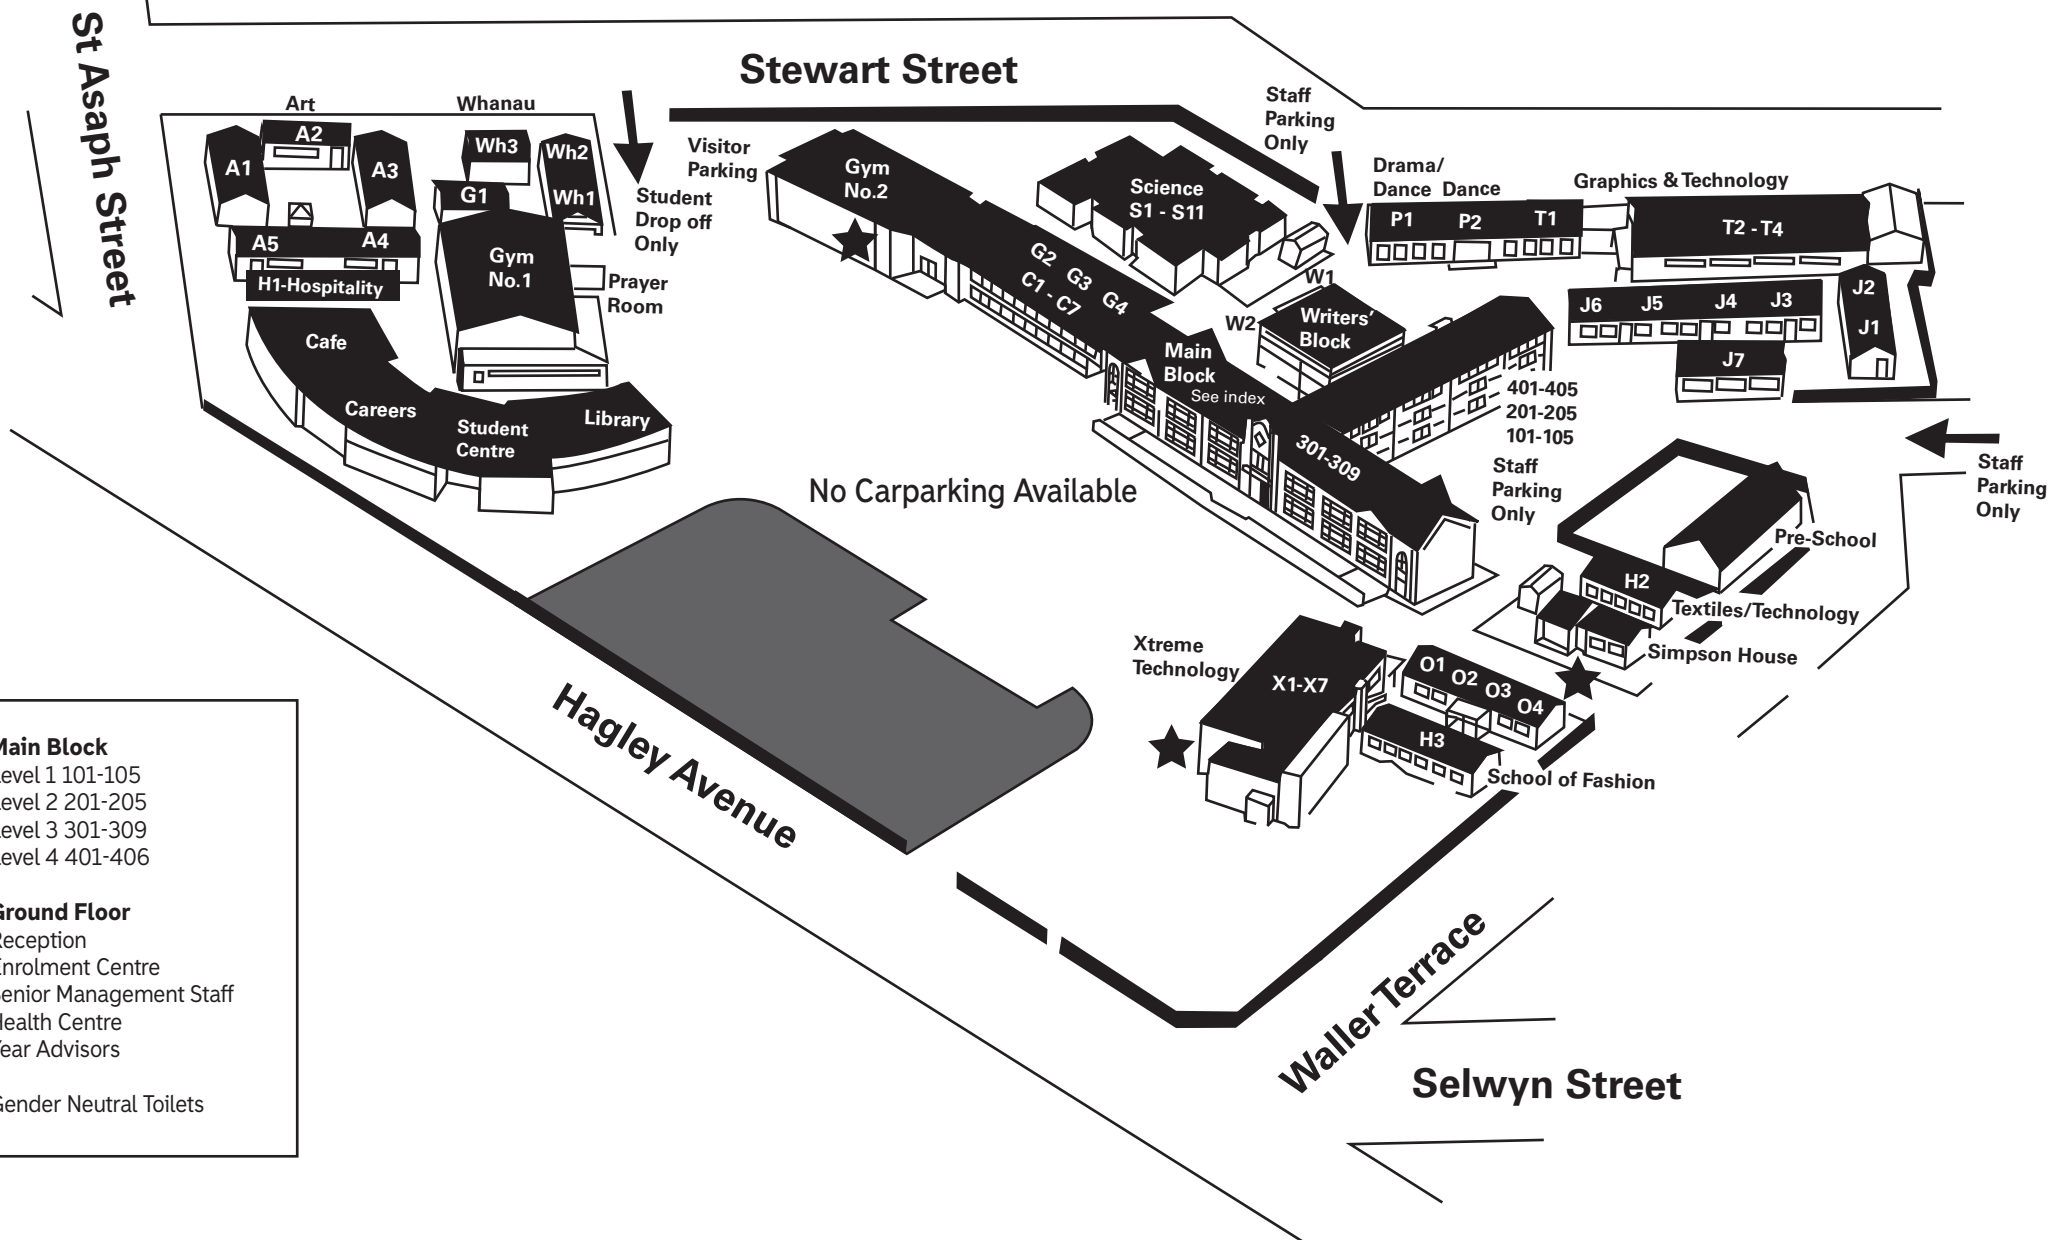 St Asaph Street
Stewart Street
Art
Whanau
A1
A2
A3
Wh3
Wh2
Wh1
G1
A5
A4
H1-Hospitality
Gym
No.1
Prayer
Room
Cafe
Careers
Student
Centre
Library
Visitor
Parking
Student
Drop off
Only
Gym
No.2
Science
S1 - S11
G2 G3 G4
C1 - C7
Staff
Parking
Only
Drama/
Dance
Dance
Graphics & Technology
P1
P2
T1
T2 - T4
W1
W2
Writers'
Block
J6
J5
J4
J3
J2
J1
J7
Main
Block
See index
301-309
401-405
201-205
101-105
Staff
Parking
Only
Staff
Parking
Only
No Carparking Available
Pre-School
H2
Textiles/Technology
Simpson House
Xtreme
Technology
X1-X7
O1
O2
O3
O4
H3
School of Fashion
Hagley Avenue
Waller Terrace
Selwyn Street
Main Block
Level 1 101-105
Level 2 201-205
Level 3 301-309
Level 4 401-406
Ground Floor
Reception
Enrolment Centre
Senior Management Staff
Health Centre
Year Advisors
Gender Neutral Toilets